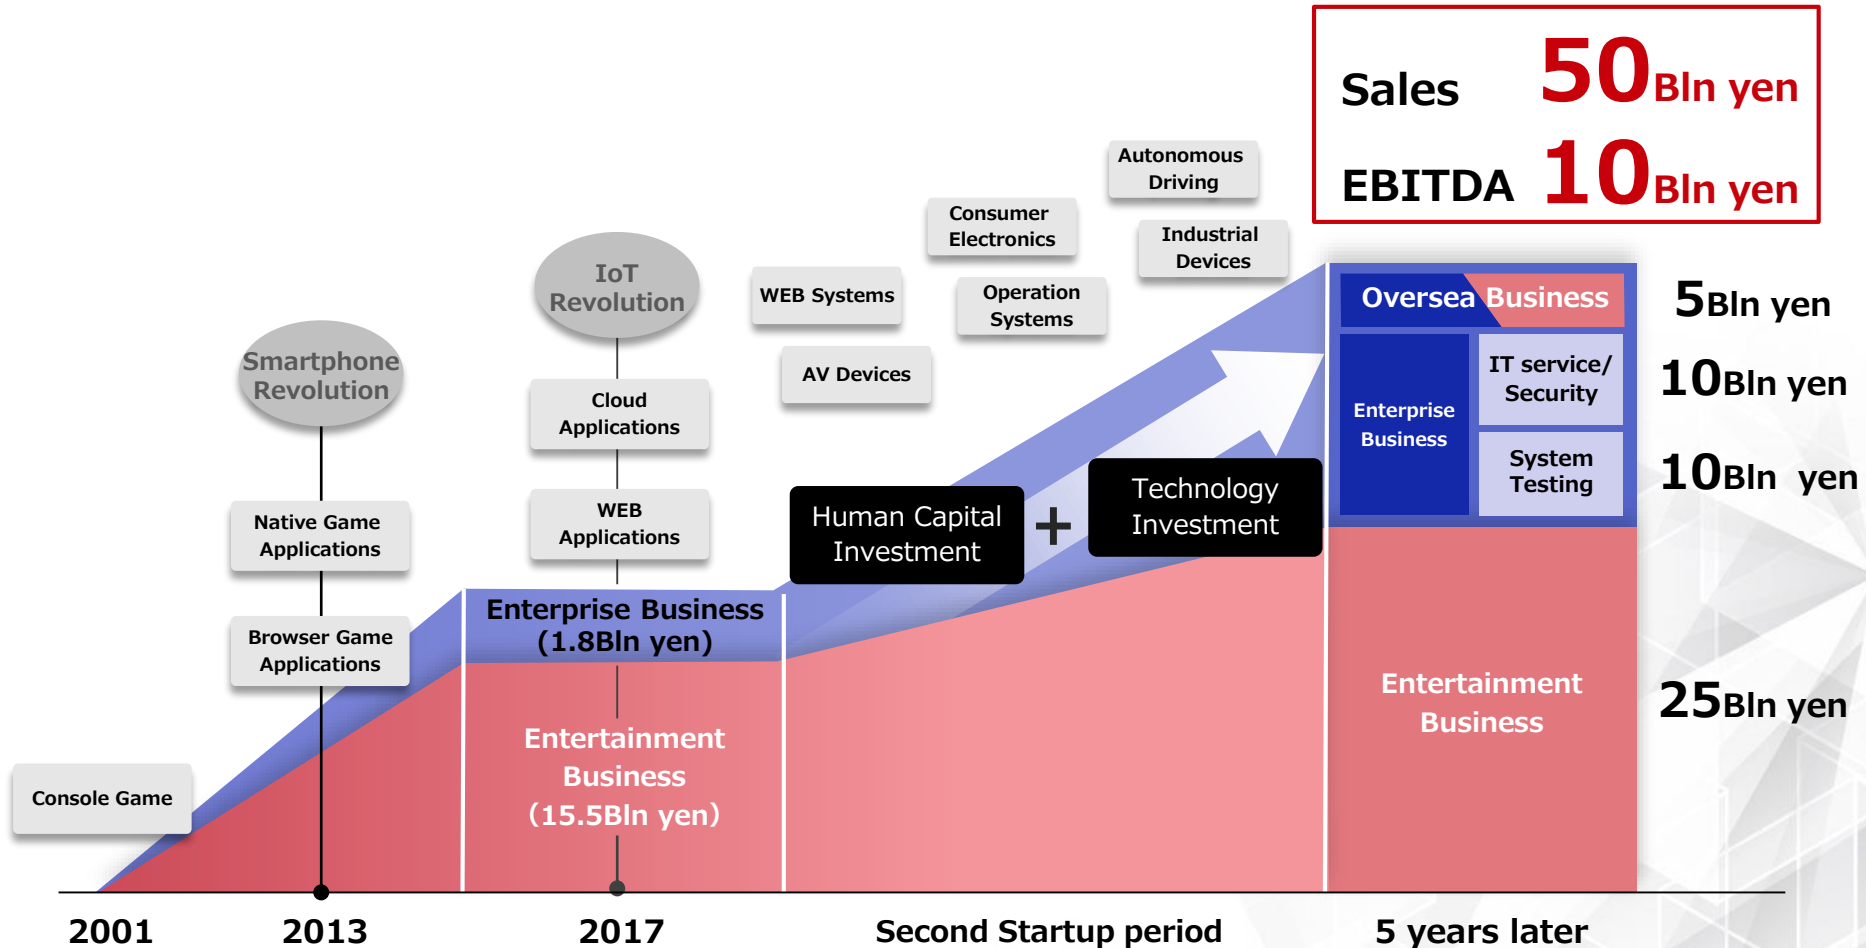 Sales 50Bln yen
EBITDA 10Bln yen
Autonomous
Driving
Consumer
Electronics
Industrial
Devices
IoT
Revolution
WEB Systems
Operation
Systems
Smartphone
Revolution
AV Devices
Cloud
Applications
WEB
Applications
Native Game
Applications
Browser Game
Applications
Console Game
Human Capital
Investment
+
Technology
Investment
Enterprise Business
(1.8Bln yen)
Entertainment
Business
(15.5Bln yen)
Oversea Business
5Bln yen
Enterprise
Business
IT service/
Security
10Bln yen
System
Testing
10Bln yen
Entertainment
Business
25Bln yen
2001
2013
2017
Second Startup period
5 years later